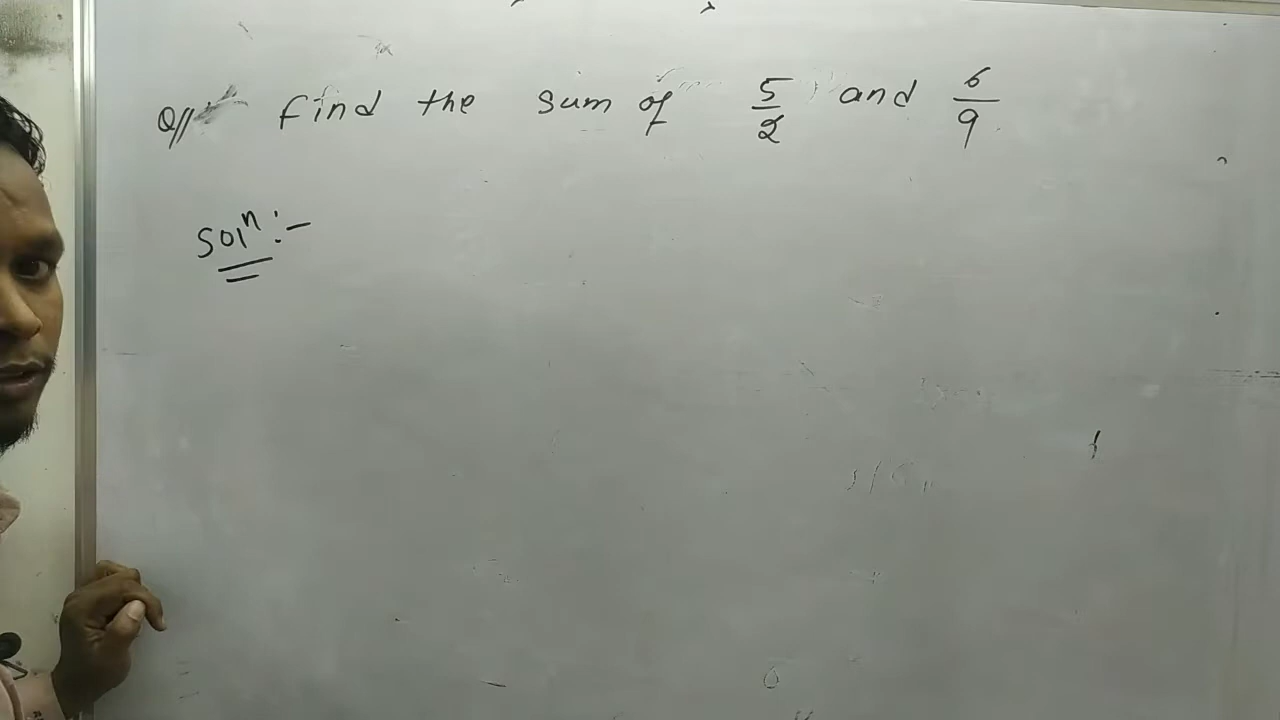 Q// Find the sum of 5/2 and 6/9
Solⁿ :-